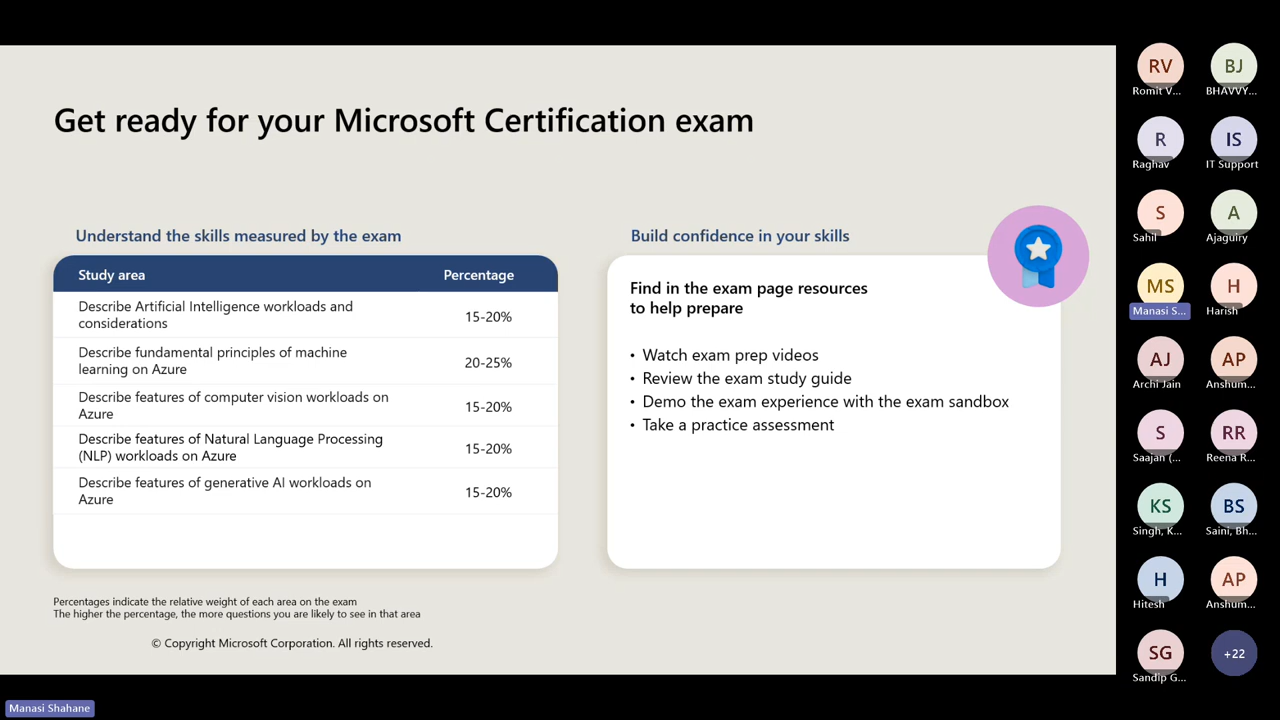 Get ready for your Microsoft Certification exam
Understand the skills measured by the exam
Study area Percentage
Describe Artificial Intelligence workloads and
considerations
15-20%
Describe fundamental principles of machine
learning on Azure
20-25%
Describe features of computer vision workloads on
Azure
15-20%
Describe features of Natural Language Processing
(NLP) workloads on Azure
15-20%
Describe features of generative AI workloads on
Azure
15-20%
Percentages indicate the relative weight of each area on the exam
The higher the percentage, the more questions you are likely to see in that area
© Copyright Microsoft Corporation. All rights reserved.
Build confidence in your skills
Find in the exam page resources
to help prepare
• Watch exam prep videos
• Review the exam study guide
• Demo the exam experience with the exam sandbox
• Take a practice assessment
RV BJ
Romit V... BHAVVY...
R IS
Raghav IT Support
S A
Sahil Ajaguiry
MS H
Manasi S... Harish
AJ AP
Archi Jain Anshum...
S RR
Saajan (... Reena R...
KS BS
Singh, K... Saini, Bh...
H AP
Hitesh Anshum...
SG +22
Sandip G...
Manasi Shahane